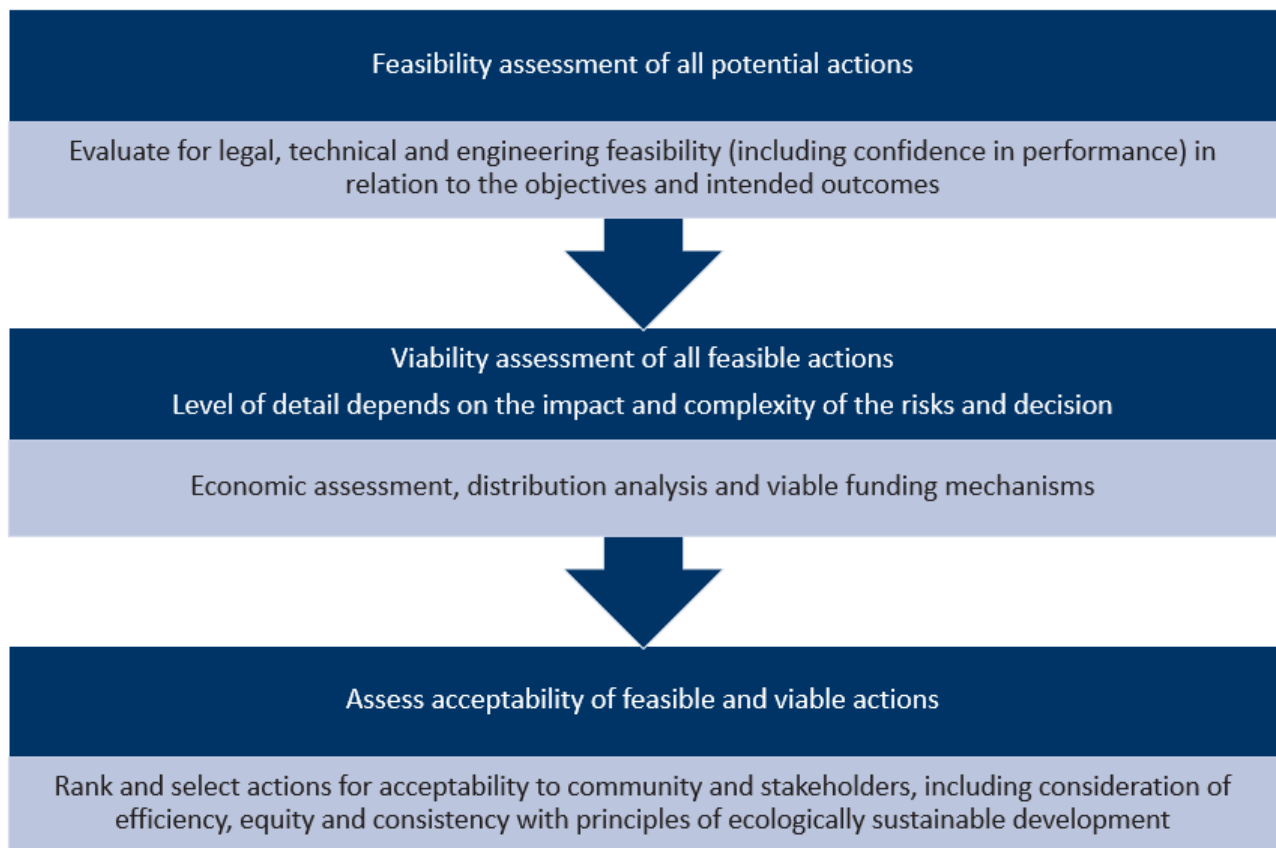 Feasibility assessment of all potential actions
Evaluate for legal, technical and engineering feasibility (including confidence in performance) in
relation to the objectives and intended outcomes
Viability assessment of all feasible actions
Level of detail depends on the impact and complexity of the risks and decision
Economic assessment, distribution analysis and viable funding mechanisms
Assess acceptability of feasible and viable actions
Rank and select actions for acceptability to community and stakeholders, including consideration of
efficiency, equity and consistency with principles of ecologically sustainable development